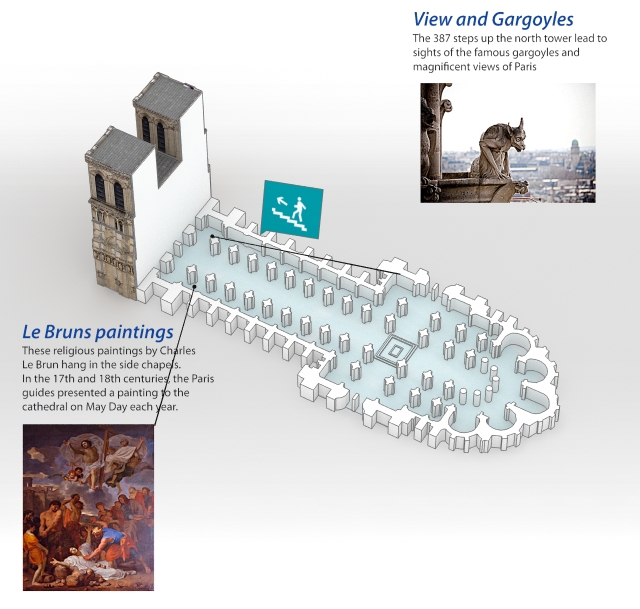 View and Gargoyles
The 387 steps up the north tower lead to
sights of the famous gargoyles and
magnificent views of Paris
Le Bruns paintings
These religious paintings by Charles
Le Brun hang in the side chapels.
In the 17th and 18th centuries, the Paris
guides presented a painting to the
cathedral on May Day each year.